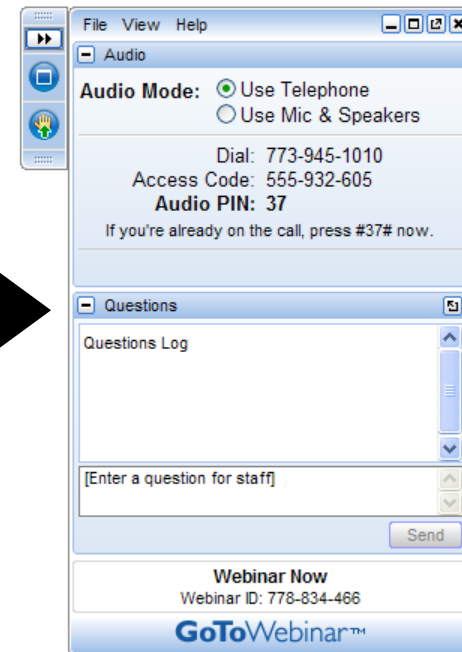 File View Help
Audio
Audio Mode: Use Telephone
Use Mic & Speakers
Dial: 773-945-1010
Access Code: 555-932-605
Audio PIN: 37
If you're already on the call, press #37# now.
Questions
Questions Log
[Enter a question for staff]
Send
Webinar Now
Webinar ID: 778-834-466
GoToWebinar™